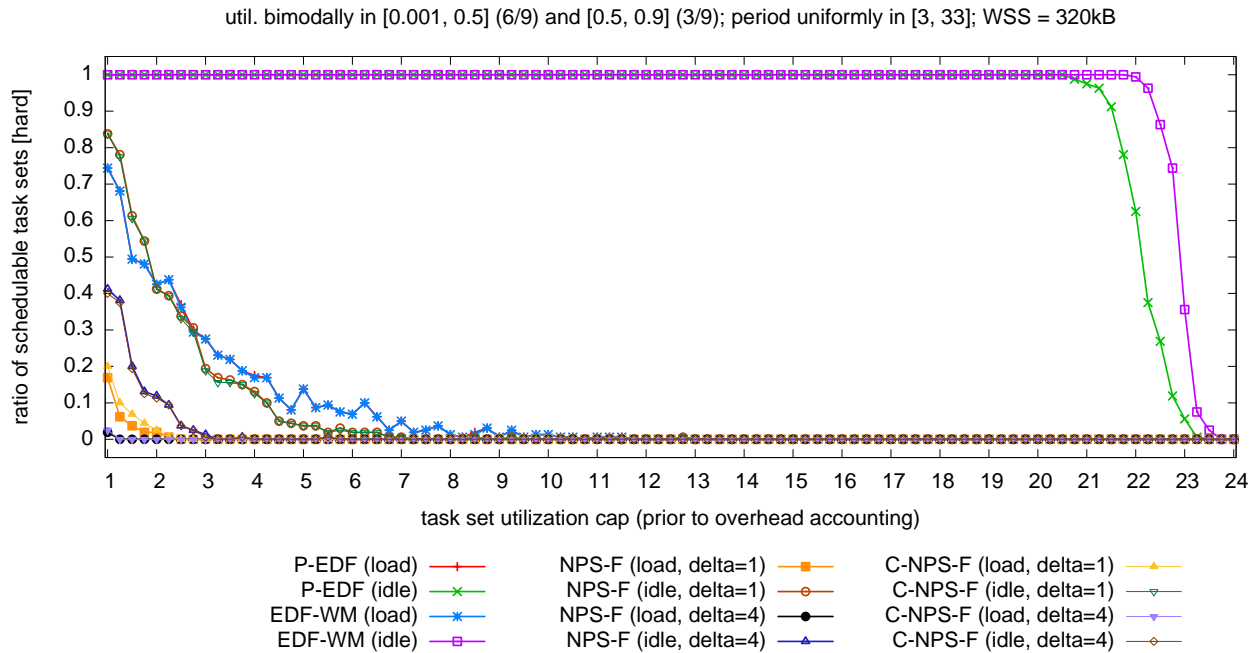 util. bimodally in [0.001, 0.5] (6/9) and [0.5, 0.9] (3/9); period uniformly in [3, 33]; WSS = 320kB
ratio of schedulable task sets [hard]
1
0.9
0.8
0.7
0.6
0.5
0.4
0.3
0.2
0.1
0
1 2 3 4 5 6 7 8 9 10 11 12 13 14 15 16 17 18 19 20 21 22 23 24
task set utilization cap (prior to overhead accounting)
P-EDF (load)
P-EDF (idle)
EDF-WM (load)
EDF-WM (idle)
NPS-F (load, delta=1)
NPS-F (idle, delta=1)
NPS-F (load, delta=4)
NPS-F (idle, delta=4)
C-NPS-F (load, delta=1)
C-NPS-F (idle, delta=1)
C-NPS-F (load, delta=4)
C-NPS-F (idle, delta=4)